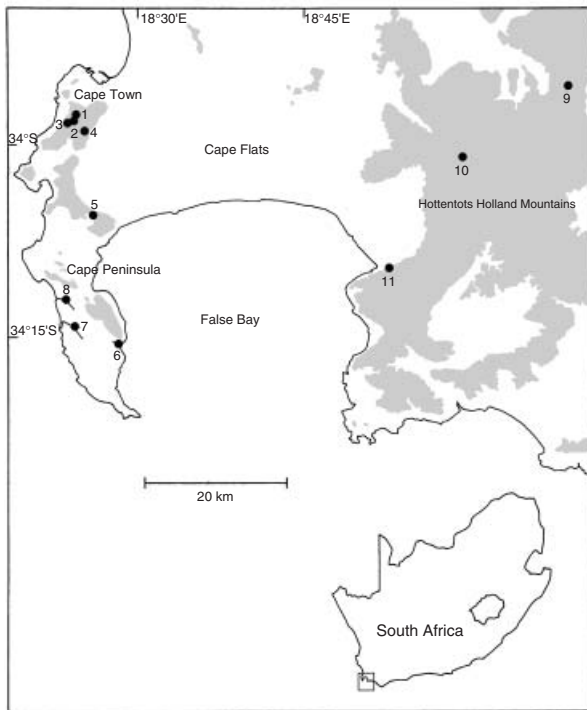 18°30'E
18°45'E
Cape Town
1
2
3
4
9
34°S
Cape Flats
10
Hottentots Holland Mountains
5
Cape Peninsula
11
8
False Bay
7
34°15'S
6
20 km
South Africa